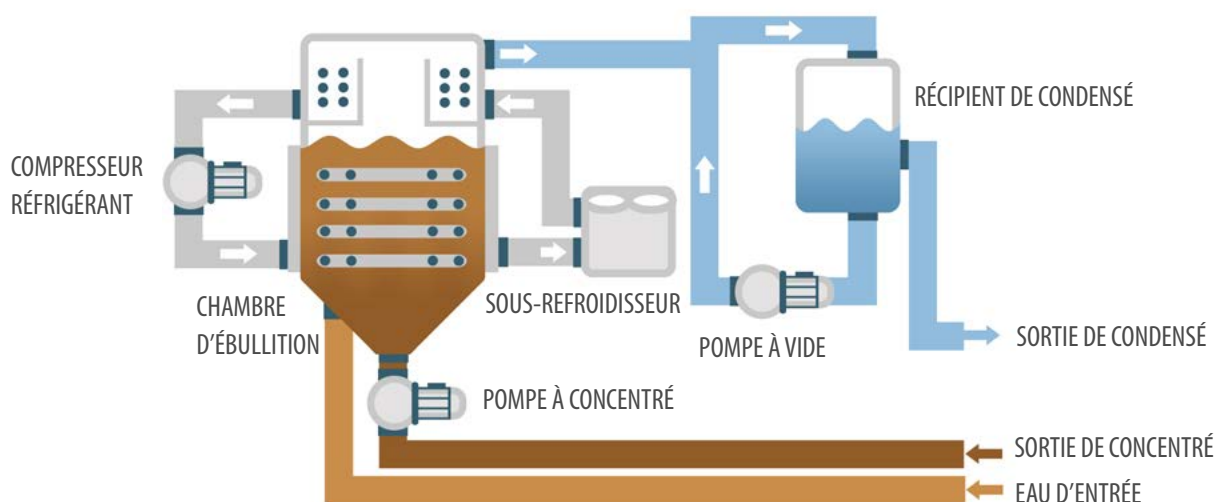 RÉCIPIENT DE CONDENSÉ
COMPRESSEUR
RÉFRIGÉRANT
CHAMBRE
D'ÉBULLITION
SOUS-REFROIDISSEUR
POMPE À VIDE
SORTIE DE CONDENSÉ
POMPE À CONCENTRÉ
SORTIE DE CONCENTRÉ
EAU D'ENTRÉE